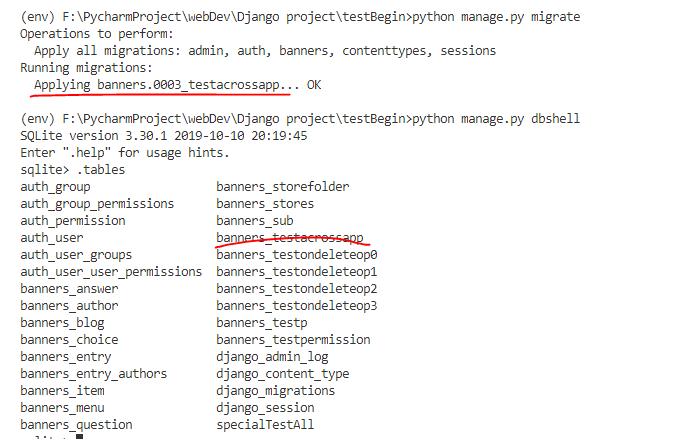 (env) F:\PycharmProject\webDev\Django project\testBegin>python manage.py migrate
Operations to perform:
  Apply all migrations: admin, auth, banners, contenttypes, sessions
Running migrations:
  Applying banners.0003_testacrossapp... OK

(env) F:\PycharmProject\webDev\Django project\testBegin>python manage.py dbshell
SQLite version 3.30.1 2019-10-10 20:19:45
Enter ".help" for usage hints.
sqlite> .tables
auth_group                  banners_storefolder
auth_group_permissions      banners_stores
auth_permission             banners_sub
auth_user                   banners_testacrossapp
auth_user_groups            banners_testondeleteop0
auth_user_user_permissions  banners_testondeleteop1
banners_answer              banners_testondeleteop2
banners_author              banners_testondeleteop3
banners_blog                banners_testp
banners_choice              banners_testpermission
banners_entry               django_admin_log
banners_entry_authors       django_content_type
banners_item                django_migrations
banners_menu                django_session
banners_question            specialTestAll
sqlite>